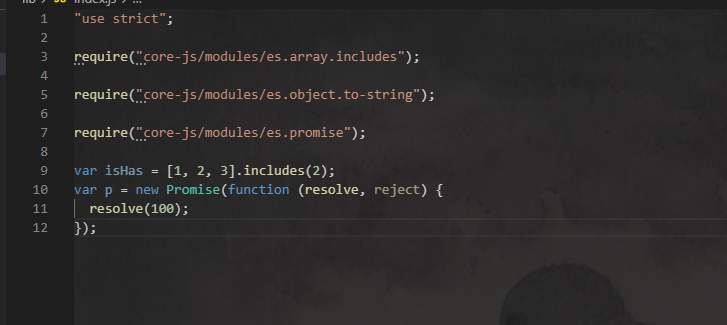 lib > JS index.js > ...
1 "use strict";
2
3 require("core-js/modules/es.array.includes");
4
5 require("core-js/modules/es.object.to-string");
6
7 require("core-js/modules/es.promise");
8
9 var isHas = [1, 2, 3].includes(2);
10 var p = new Promise(function (resolve, reject) {
11   resolve(100);
12 });